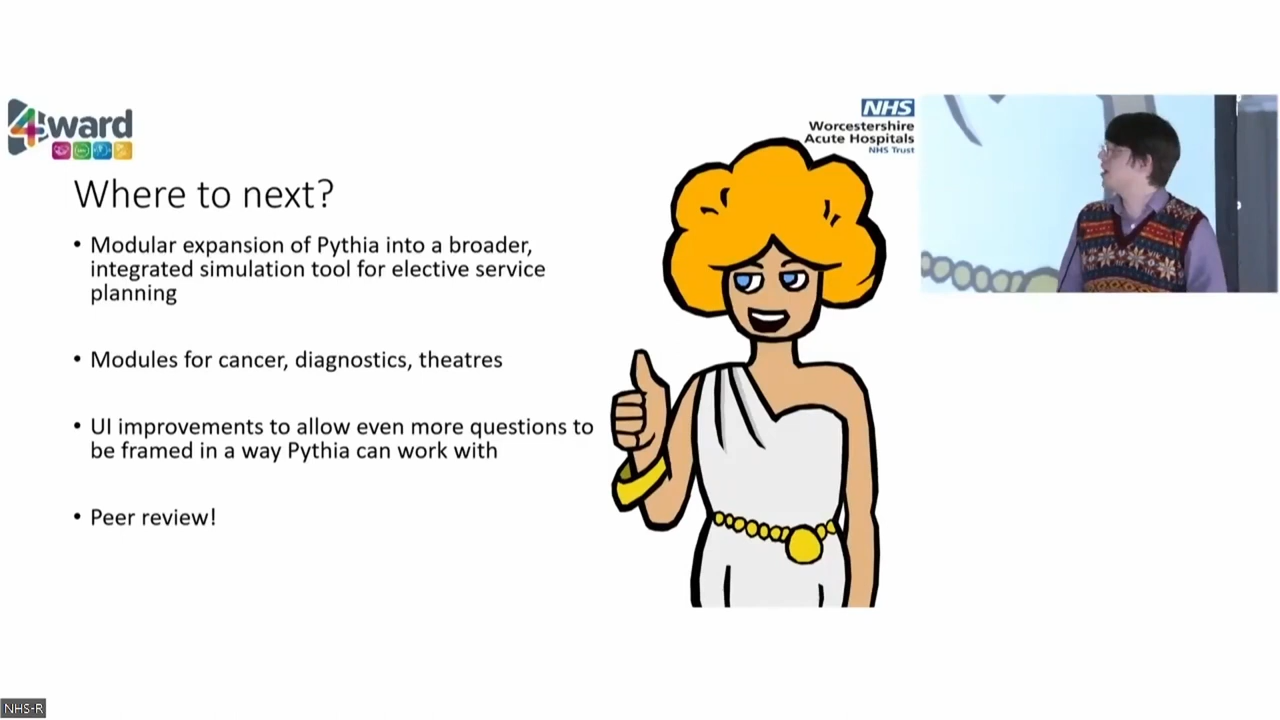 4ward
NHS
Worcestershire
Acute Hospitals
NHS Trust
Where to next?
• Modular expansion of Pythia into a broader,
integrated simulation tool for elective service
planning
• Modules for cancer, diagnostics, theatres
• UI improvements to allow even more questions to
be framed in a way Pythia can work with
• Peer review!
NHS-R